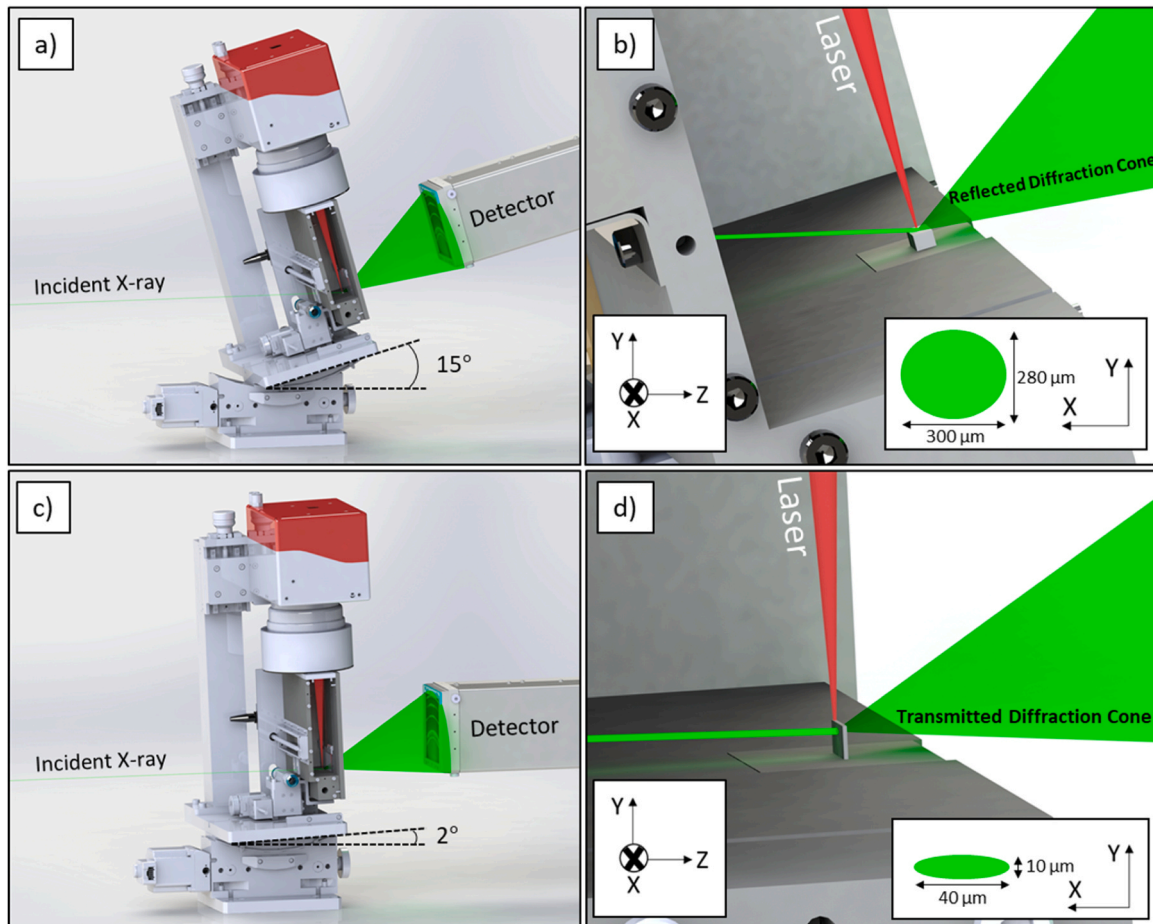 a)
Incident X-ray
Detector
15°
b)
Laser
Reflected Diffraction Cone
Y
X
Z
280 µm
300 µm
Y
X
c)
Incident X-ray
Detector
2°
d)
Laser
Transmitted Diffraction Cone
Y
X
Z
10 µm
40 µm
Y
X